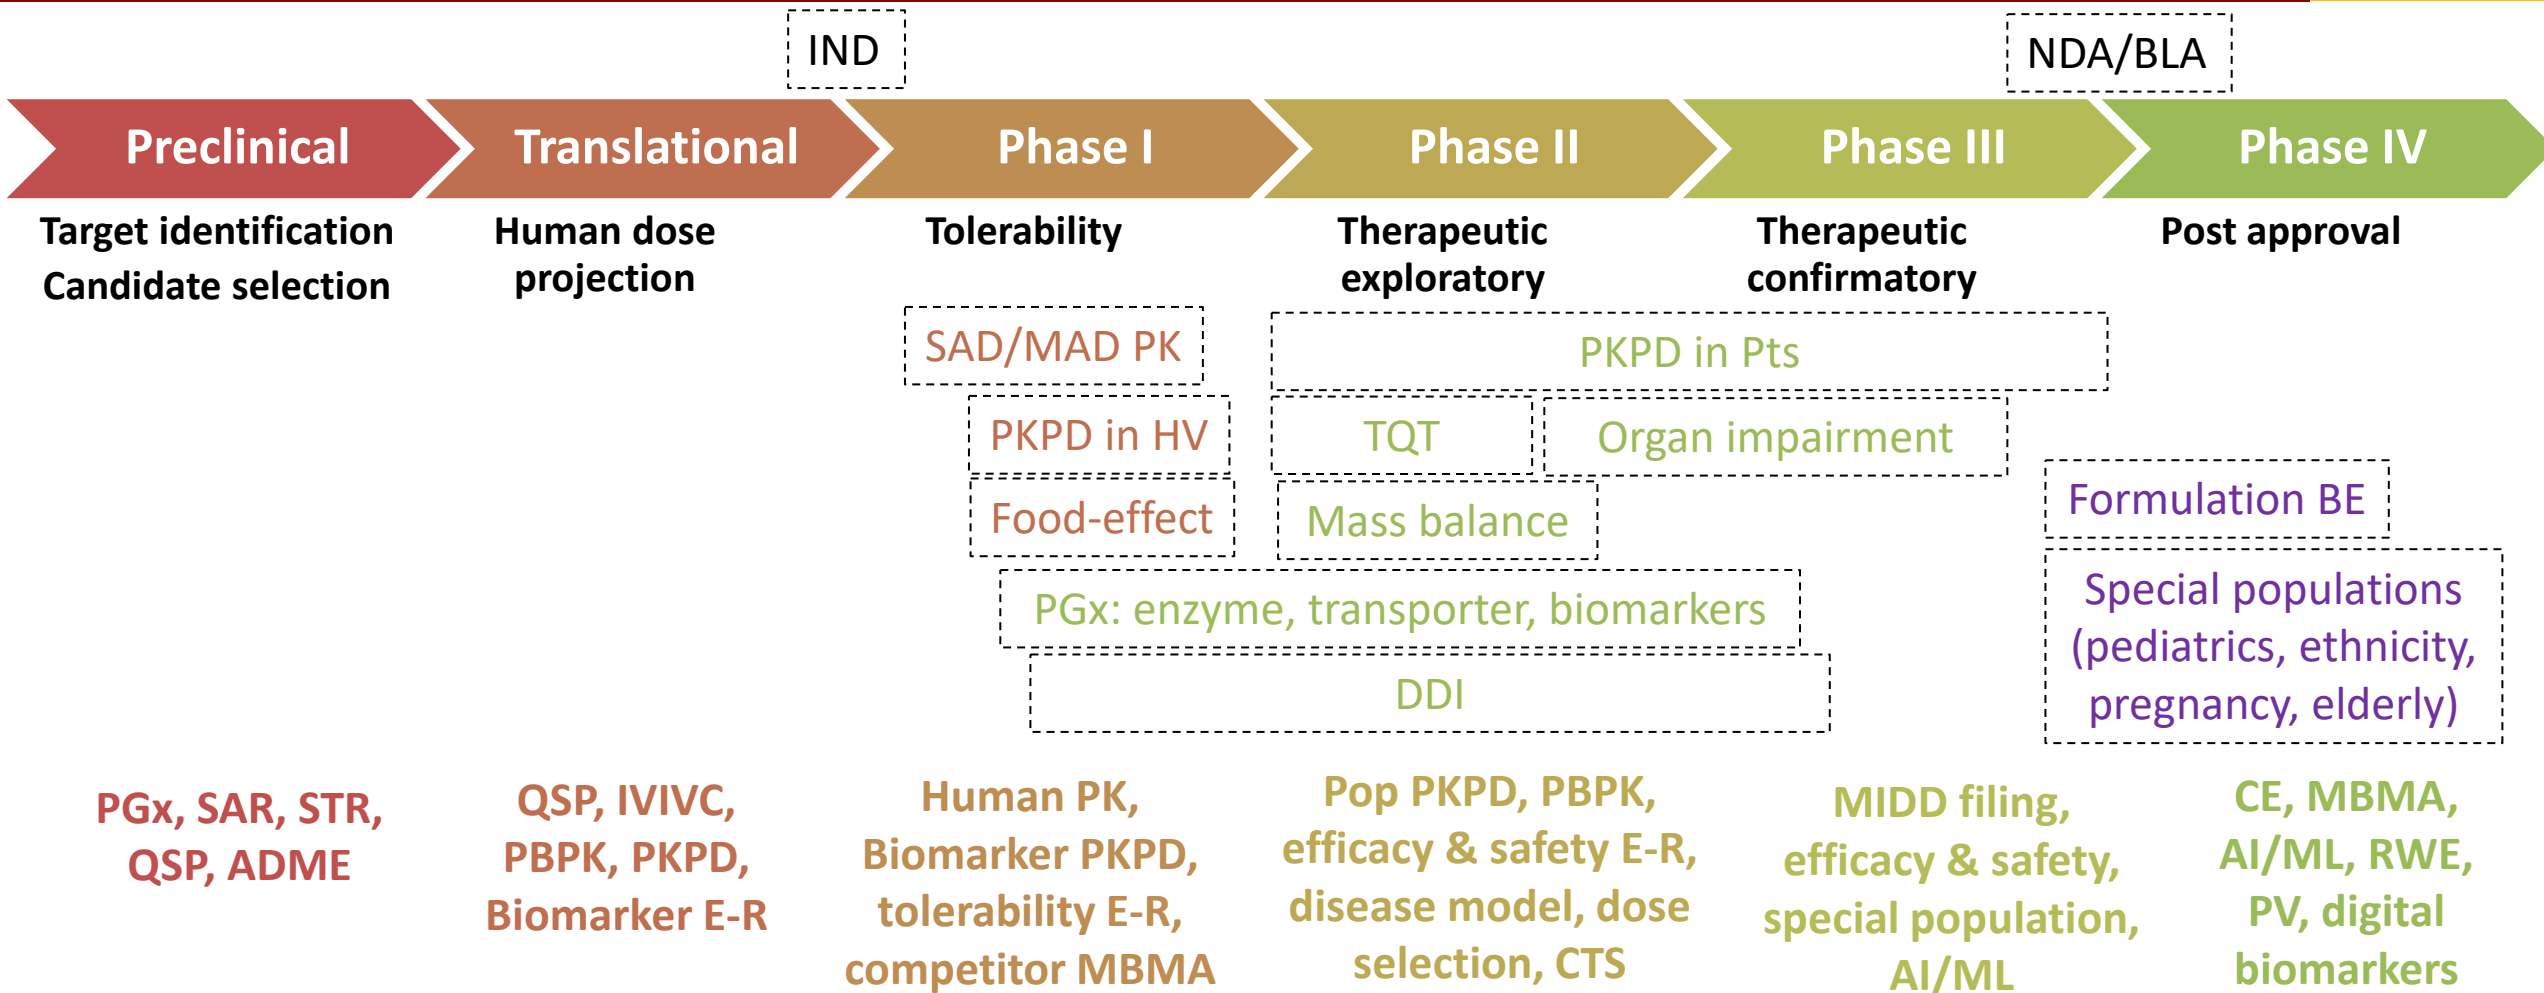 IND
NDA/BLA
Preclinical
Translational
Phase I
Phase II
Phase III
Phase IV
Target identification
Candidate selection
Human dose
projection
Tolerability
Therapeutic
exploratory
Therapeutic
confirmatory
Post approval
SAD/MAD PK
PKPD in Pts
PKPD in HV
TQT
Organ impairment
Food-effect
Mass balance
Formulation BE
PGx: enzyme, transporter, biomarkers
DDI
Special populations
(pediatrics, ethnicity,
pregnancy, elderly)
PGx, SAR, STR,
QSP, ADME
QSP, IVIVC,
PBPK, PKPD,
Biomarker E-R
Human PK,
Biomarker PKPD,
tolerability E-R,
competitor MBMA
Pop PKPD, PBPK,
efficacy & safety E-R,
disease model, dose
selection, CTS
MIDD filing,
efficacy & safety,
special population,
AI/ML
CE, MBMA,
AI/ML, RWE,
PV, digital
biomarkers